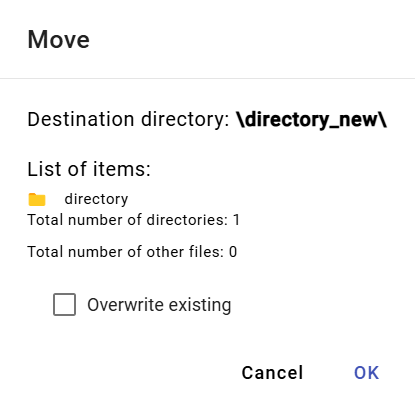 Move
Destination directory: \directory_new\
List of items:
directory
Total number of directories: 1
Total number of other files: 0
Overwrite existing
Cancel OK